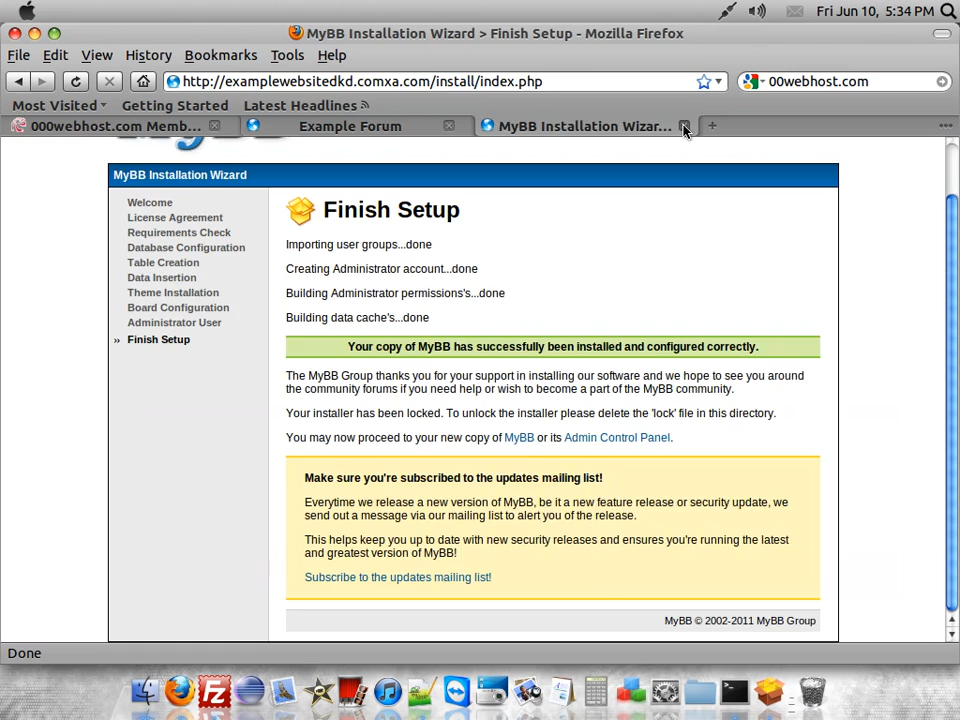 Fri Jun 10, 5:34 PM
MyBB Installation Wizard > Finish Setup - Mozilla Firefox
File Edit View History Bookmarks Tools Help
http://examplewebsitedkd.comxa.com/install/index.php
00webhost.com
Most Visited Getting Started Latest Headlines
000webhost.com Memb...
Example Forum
MyBB Installation Wizar...
MyBB Installation Wizard
Welcome
License Agreement
Requirements Check
Database Configuration
Table Creation
Data Insertion
Theme Installation
Board Configuration
Administrator User
›› Finish Setup
Finish Setup
Importing user groups...done
Creating Administrator account...done
Building Administrator permissions's...done
Building data cache's...done
Your copy of MyBB has successfully been installed and configured correctly.
The MyBB Group thanks you for your support in installing our software and we hope to see you around
the community forums if you need help or wish to become a part of the MyBB community.
Your installer has been locked. To unlock the installer please delete the 'lock' file in this directory.
You may now proceed to your new copy of MyBB or its Admin Control Panel.
Make sure you're subscribed to the updates mailing list!
Everytime we release a new version of MyBB, be it a new feature release or security update, we
send out a message via our mailing list to alert you of the release.
This helps keep you up to date with new security releases and ensures you're running the latest
and greatest version of MyBB!
Subscribe to the updates mailing list!
MyBB © 2002-2011 MyBB Group
Done